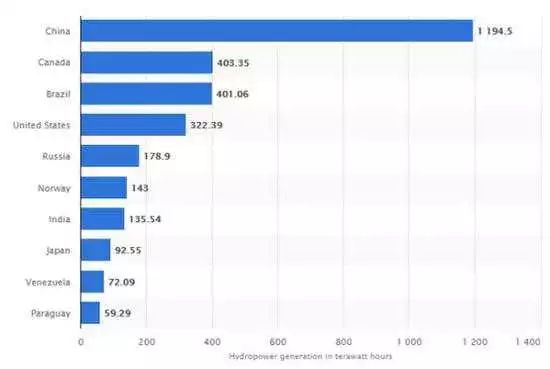 China 1 194.5
Canada 403.35
Brazil 401.06
United States 322.39
Russia 178.9
Norway 143
India 135.54
Japan 92.55
Venezuela 72.09
Paraguay 59.29
0 200 400 600 800 1 000 1 200 1 400
Hydropower generation in terawatt hours